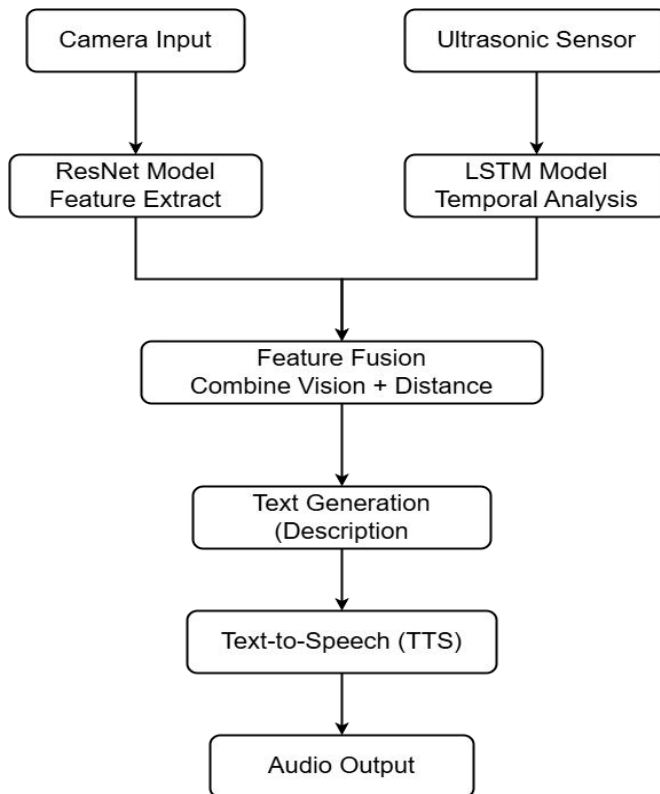 Camera Input
Ultrasonic Sensor
ResNet Model
Feature Extract
LSTM Model
Temporal Analysis
Feature Fusion
Combine Vision + Distance
Text Generation
(Description
Text-to-Speech (TTS)
Audio Output